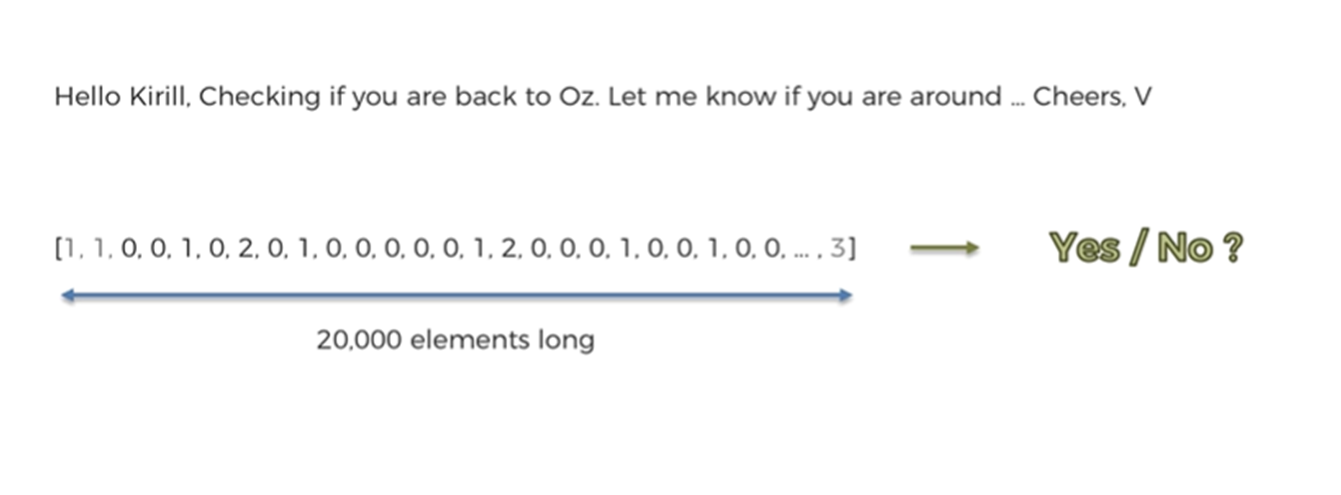 Hello Kirill, Checking if you are back to Oz. Let me know if you are around ... Cheers, V
[1, 1, 0, 0, 1, 0, 2, 0, 1, 0, 0, 0, 0, 0, 1, 2, 0, 0, 0, 1, 0, 0, 1, 0, 0, ... , 3] Yes / No ?
20,000 elements long